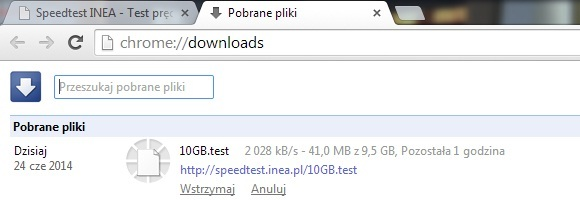 Speedtest INEA - Test pręd
Pobrane pliki
chrome://downloads
Przeszukaj pobrane pliki
Pobrane pliki
Dzisiaj
24 cze 2014
10GB.test 2 028 kB/s - 41,0 MB z 9,5 GB, Pozostała 1 godzina
http://speedtest.inea.pl/10GB.test
Wstrzymaj Anuluj